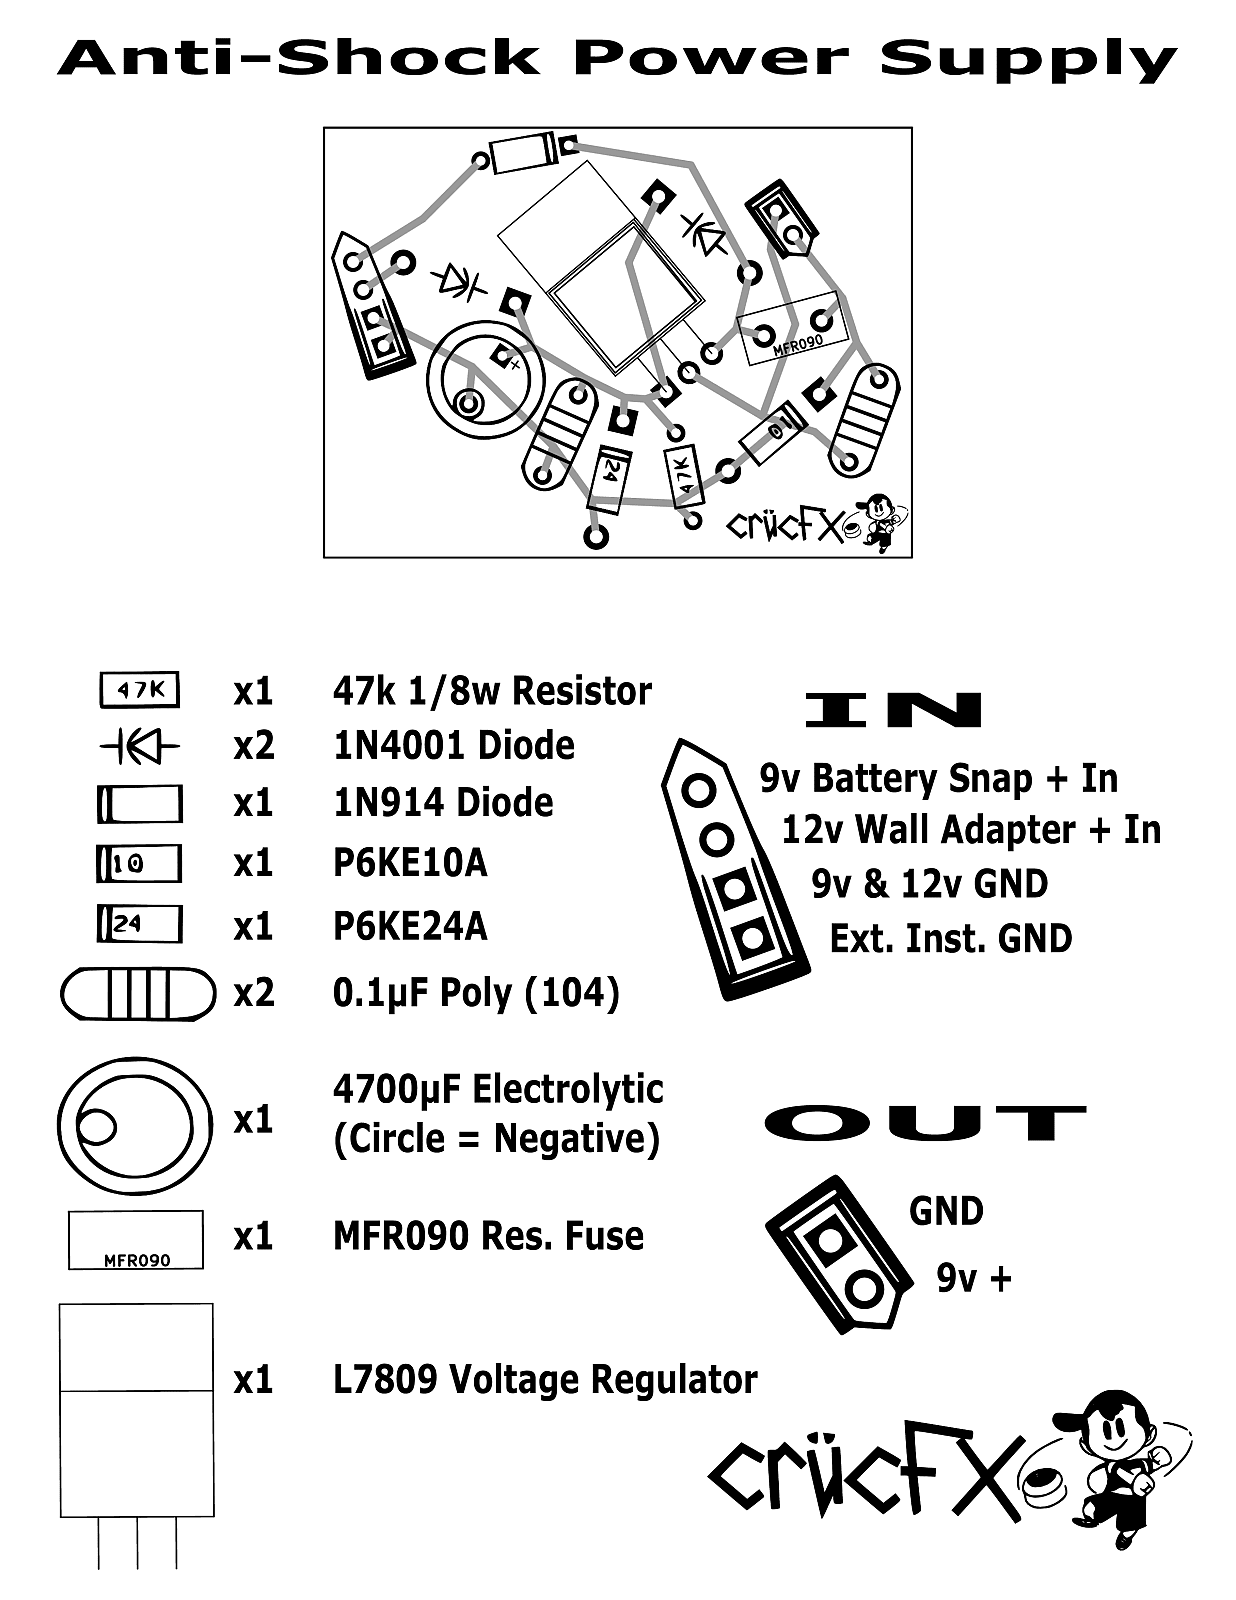 Anti-Shock Power Supply
MFR090
+
10
24
47K
crücFX
47K x1 47k 1/8w Resistor
x2 1N4001 Diode
x1 1N914 Diode
10 x1 P6KE10A
24 x1 P6KE24A
x2 0.1µF Poly (104)
x1 4700µF Electrolytic
(Circle = Negative)
MFR090 x1 MFR090 Res. Fuse
x1 L7809 Voltage Regulator
IN
9v Battery Snap + In
12v Wall Adapter + In
9v & 12v GND
Ext. Inst. GND
OUT
GND
9v +
crücFX